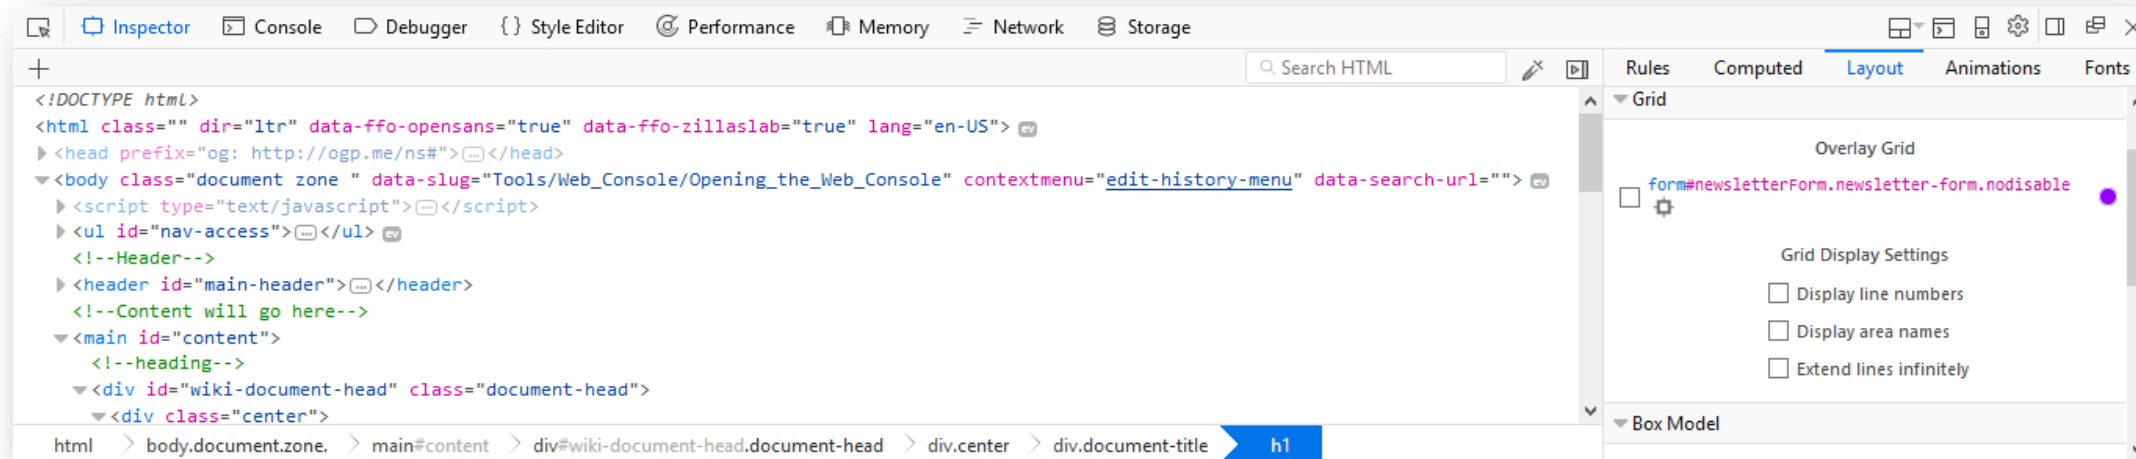 Inspector Console Debugger { } Style Editor Performance Memory Network Storage
+ Search HTML
<!DOCTYPE html>
<html class="" dir="ltr" data-ffo-opensans="true" data-ffo-zillaslab="true" lang="en-US"> ev
<head prefix="og: http://ogp.me/ns#">…</head>
<body class="document zone " data-slug="Tools/Web_Console/Opening_the_Web_Console" contextmenu="edit-history-menu" data-search-url=""> ev
<script type="text/javascript">…</script>
<ul id="nav-access">…</ul> ev
<!--Header-->
<header id="main-header">…</header>
<!--Content will go here-->
<main id="content">
<!--heading-->
<div id="wiki-document-head" class="document-head">
<div class="center">
html body.document.zone. main#content div#wiki-document-head.document-head div.center div.document-title h1
Rules Computed Layout Animations Fonts
Grid
Overlay Grid
form#newsletterForm.newsletter-form.nodisable
Grid Display Settings
Display line numbers
Display area names
Extend lines infinitely
Box Model